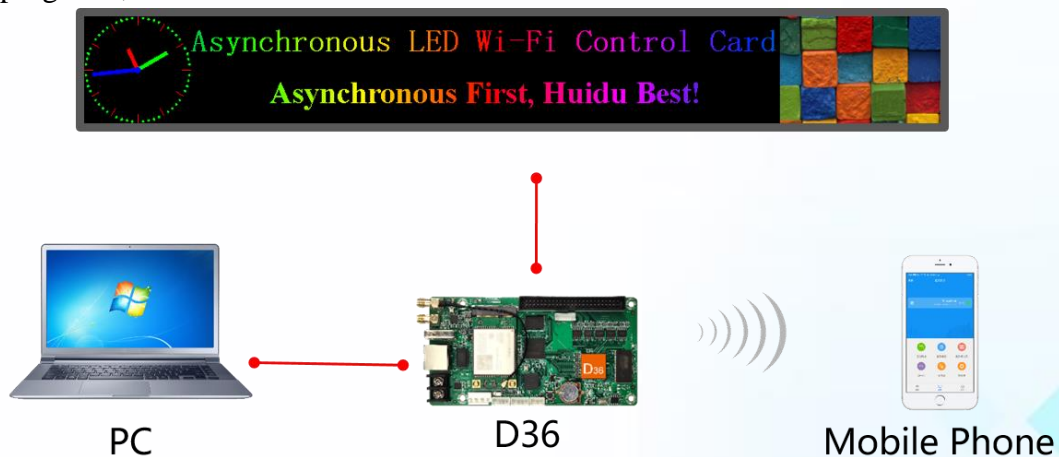 Asynchronous LED Wi-Fi Control Card
Asynchronous First, Huidu Best!
D36
PC
D36
Mobile Phone